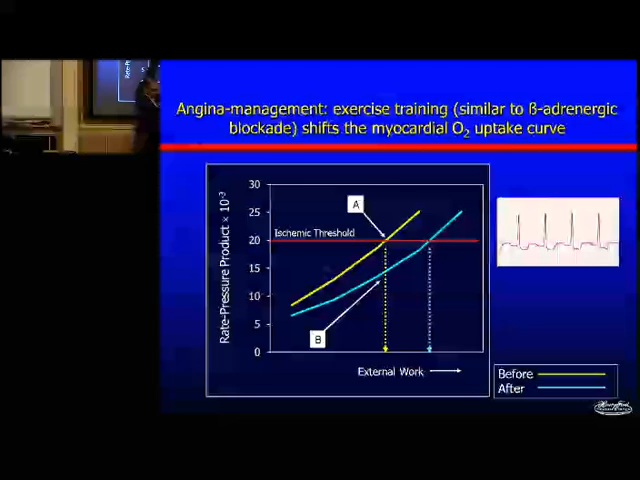 Angina-management: exercise training (similar to ß-adrenergic
blockade) shifts the myocardial O2 uptake curve
Rate-Pressure Product × 10⁻³
30
25
20
15
10
5
0
Ischemic Threshold
A
B
External Work
Before
After